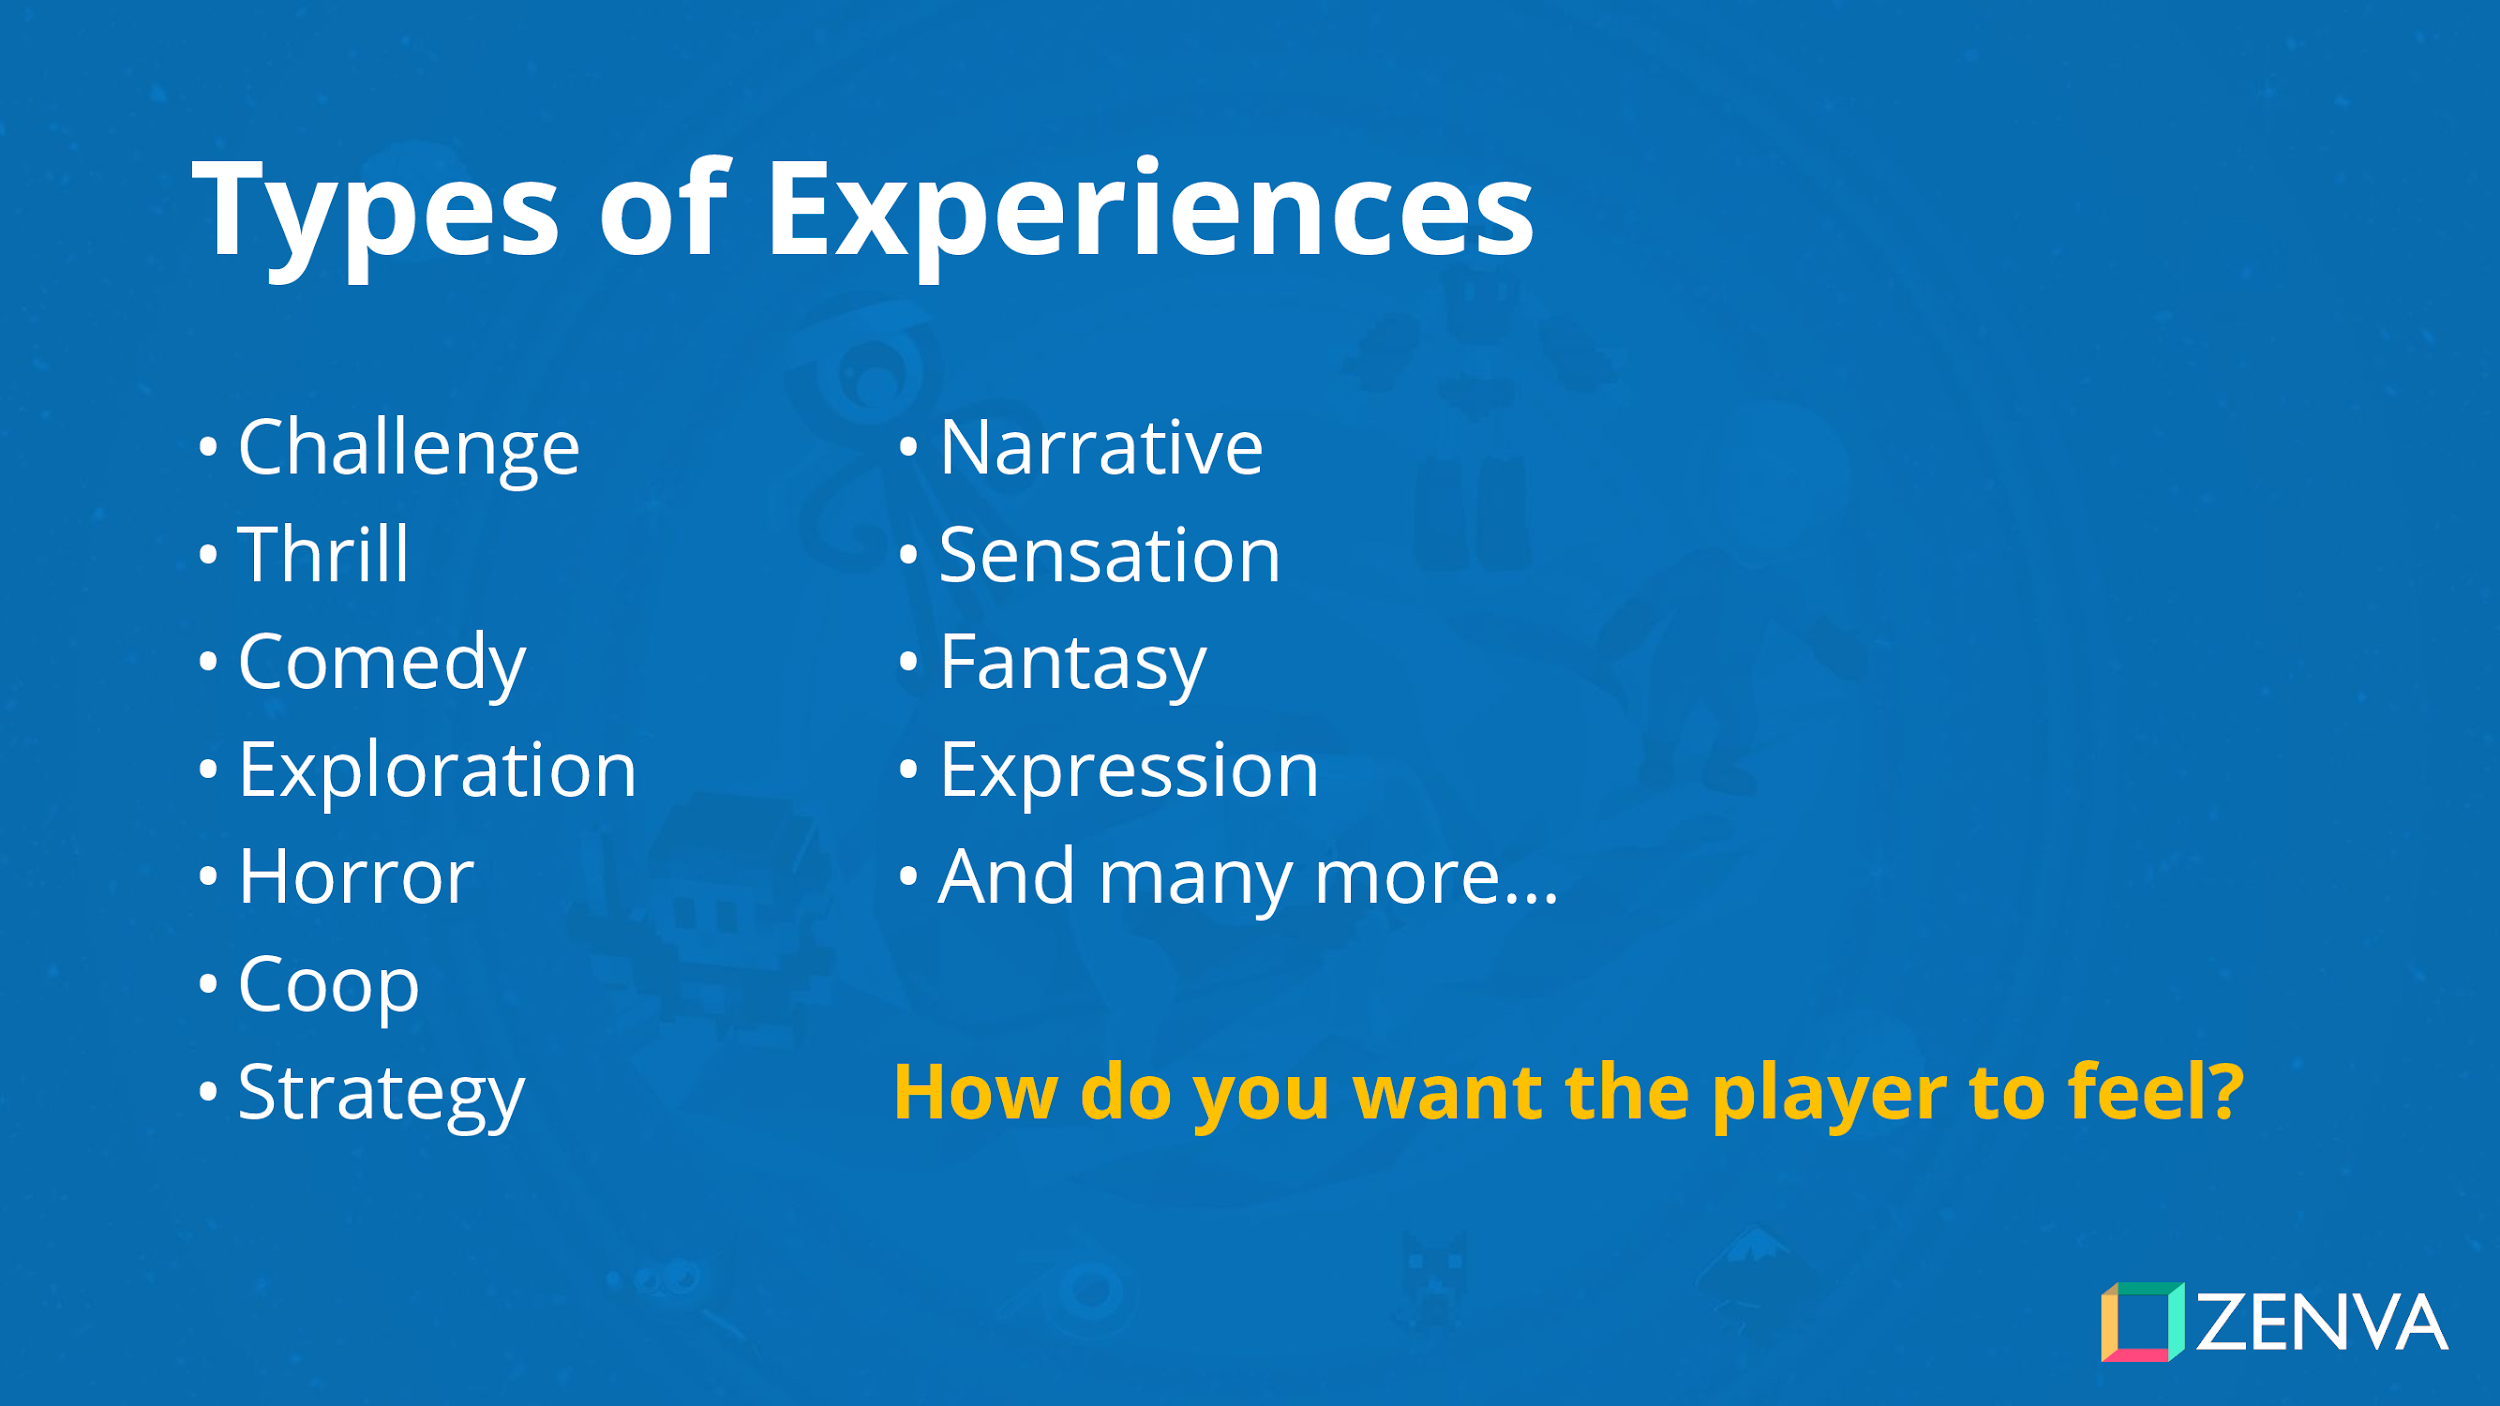 Types of Experiences
• Challenge
• Thrill
• Comedy
• Exploration
• Horror
• Coop
• Strategy
• Narrative
• Sensation
• Fantasy
• Expression
• And many more...
How do you want the player to feel?
ZENVA